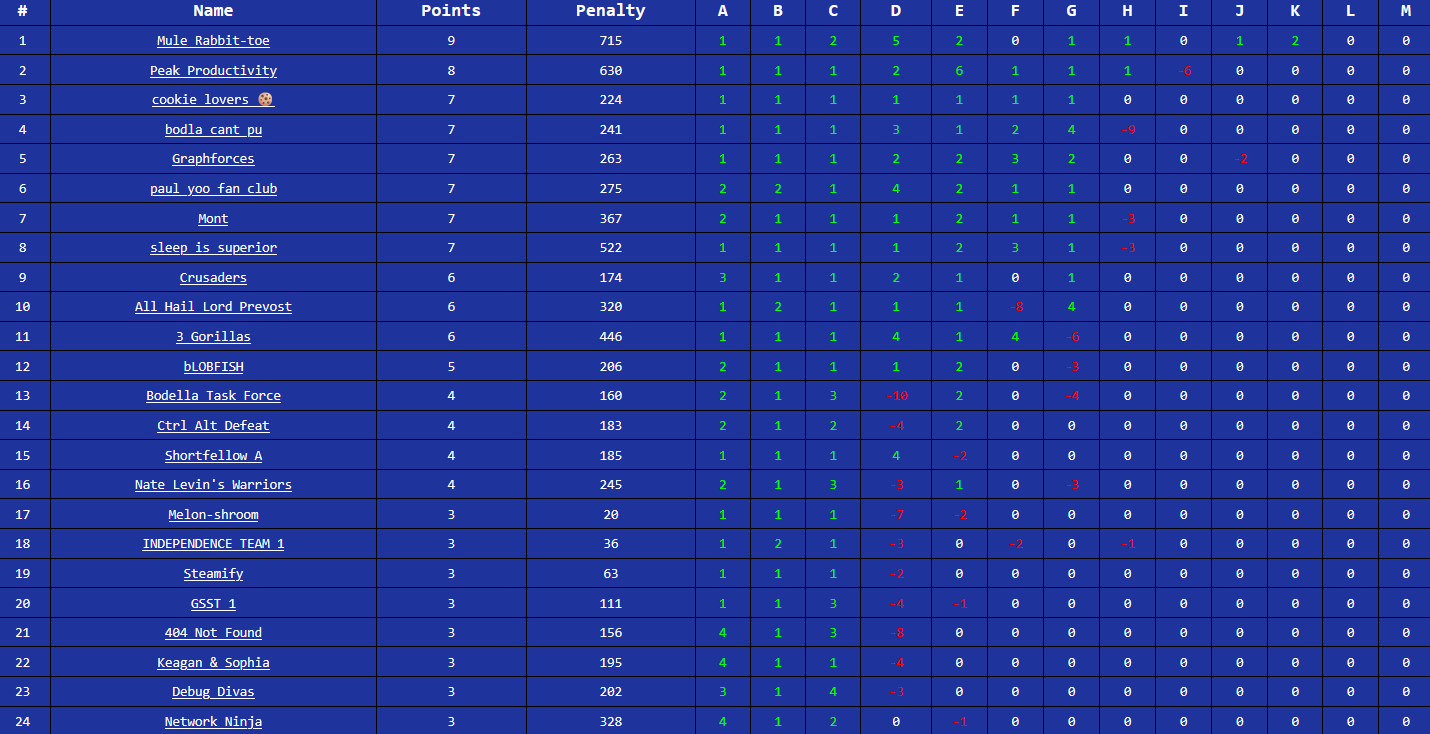 # Name Points Penalty A B C D E F G H I J K L M
1 Mule Rabbit-toe 9 715 1 1 2 5 2 0 1 1 0 1 2 0 0
2 Peak Productivity 8 630 1 1 1 2 6 1 1 1 -6 0 0 0 0
3 cookie lovers 🍪 7 224 1 1 1 1 1 1 1 0 0 0 0 0 0
4 bodla cant pu 7 241 1 1 1 3 1 2 4 -9 0 0 0 0 0
5 Graphforces 7 263 1 1 1 2 2 3 2 0 0 -2 0 0 0
6 paul yoo fan club 7 275 2 2 1 4 2 1 1 0 0 0 0 0 0
7 Mont 7 367 2 1 1 1 2 1 1 -3 0 0 0 0 0
8 sleep is superior 7 522 1 1 1 1 2 3 1 -3 0 0 0 0 0
9 Crusaders 6 174 3 1 1 2 1 0 1 0 0 0 0 0 0
10 All Hail Lord Prevost 6 320 1 2 1 1 1 -8 4 0 0 0 0 0 0
11 3 Gorillas 6 446 1 1 1 4 1 4 -6 0 0 0 0 0 0
12 bLOBFISH 5 206 2 1 1 1 2 0 -3 0 0 0 0 0 0
13 Bodella Task Force 4 160 2 1 3 -10 2 0 -4 0 0 0 0 0 0
14 Ctrl Alt Defeat 4 183 2 1 2 -4 2 0 0 0 0 0 0 0 0
15 Shortfellow A 4 185 1 1 1 4 -2 0 0 0 0 0 0 0 0
16 Nate Levin's Warriors 4 245 2 1 3 -3 1 0 -3 0 0 0 0 0 0
17 Melon-shroom 3 20 1 1 1 -7 -2 0 0 0 0 0 0 0 0
18 INDEPENDENCE TEAM 1 3 36 1 2 1 -3 0 -2 0 -1 0 0 0 0 0
19 Steamify 3 63 1 1 1 -2 0 0 0 0 0 0 0 0 0
20 GSST 1 3 111 1 1 3 -4 -1 0 0 0 0 0 0 0 0
21 404 Not Found 3 156 4 1 3 -8 0 0 0 0 0 0 0 0 0
22 Keagan & Sophia 3 195 4 1 1 -4 0 0 0 0 0 0 0 0 0
23 Debug Divas 3 202 3 1 4 -3 0 0 0 0 0 0 0 0 0
24 Network Ninja 3 328 4 1 2 0 -1 0 0 0 0 0 0 0 0